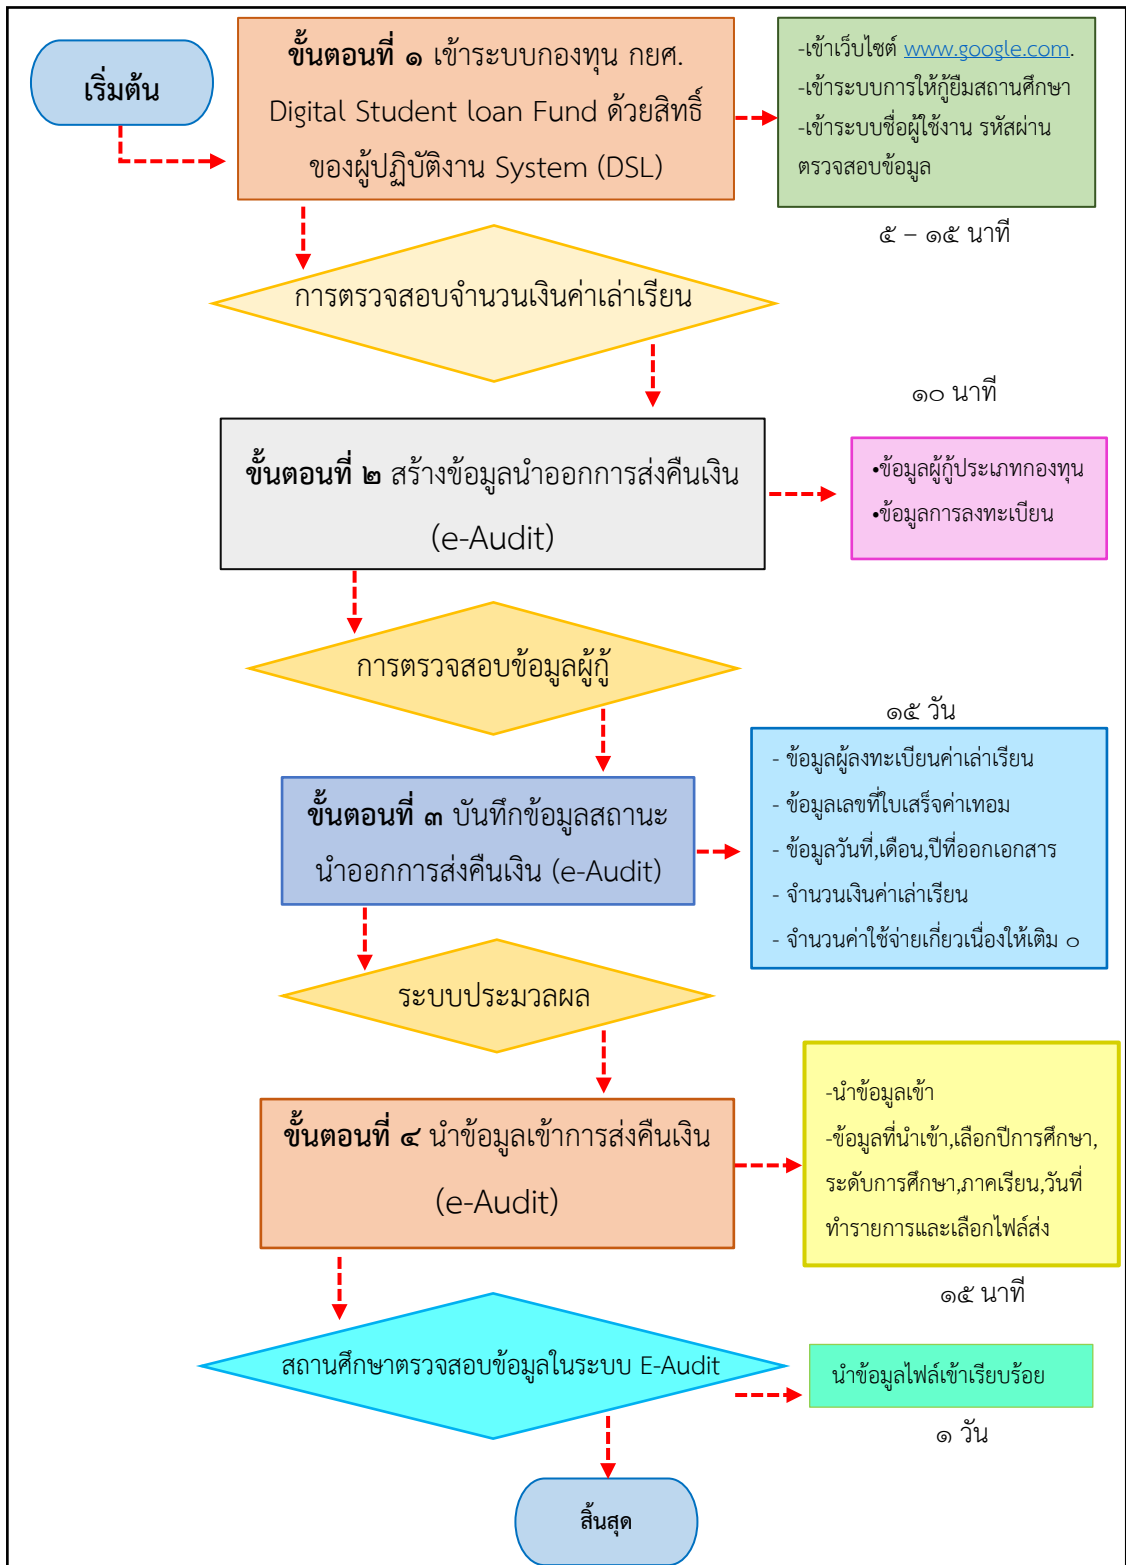 เริ่มต้น
ขั้นตอนที่ ๑ เข้าระบบกองทุน กยศ.
Digital Student loan Fund ด้วยสิทธิ์
ของผู้ปฏิบัติงาน System (DSL)
-เข้าเว็บไซต์ www.google.com.
-เข้าระบบการให้กู้ยืมสถานศึกษา
-เข้าระบบชื่อผู้ใช้งาน รหัสผ่าน
ตรวจสอบข้อมูล
๕ – ๑๕ นาที
การตรวจสอบจำนวนเงินค่าเล่าเรียน
๑๐ นาที
ขั้นตอนที่ ๒ สร้างข้อมูลนำออกการส่งคืนเงิน
(e-Audit)
•ข้อมูลผู้กู้ประเภทกองทุน
•ข้อมูลการลงทะเบียน
การตรวจสอบข้อมูลผู้กู้
๑๕ วัน
ขั้นตอนที่ ๓ บันทึกข้อมูลสถานะ
นำออกการส่งคืนเงิน (e-Audit)
- ข้อมูลผู้ลงทะเบียนค่าเล่าเรียน
- ข้อมูลเลขที่ใบเสร็จค่าเทอม
- ข้อมูลวันที่,เดือน,ปีที่ออกเอกสาร
- จำนวนเงินค่าเล่าเรียน
- จำนวนค่าใช้จ่ายเกี่ยวเนื่องให้เติม ๐
ระบบประมวลผล
ขั้นตอนที่ ๔ นำข้อมูลเข้าการส่งคืนเงิน
(e-Audit)
-นำข้อมูลเข้า
-ข้อมูลที่นำเข้า,เลือกปีการศึกษา,
ระดับการศึกษา,ภาคเรียน,วันที่
ทำรายการและเลือกไฟล์ส่ง
๑๕ นาที
สถานศึกษาตรวจสอบข้อมูลในระบบ E-Audit
นำข้อมูลไฟล์เข้าเรียบร้อย
๑ วัน
สิ้นสุด